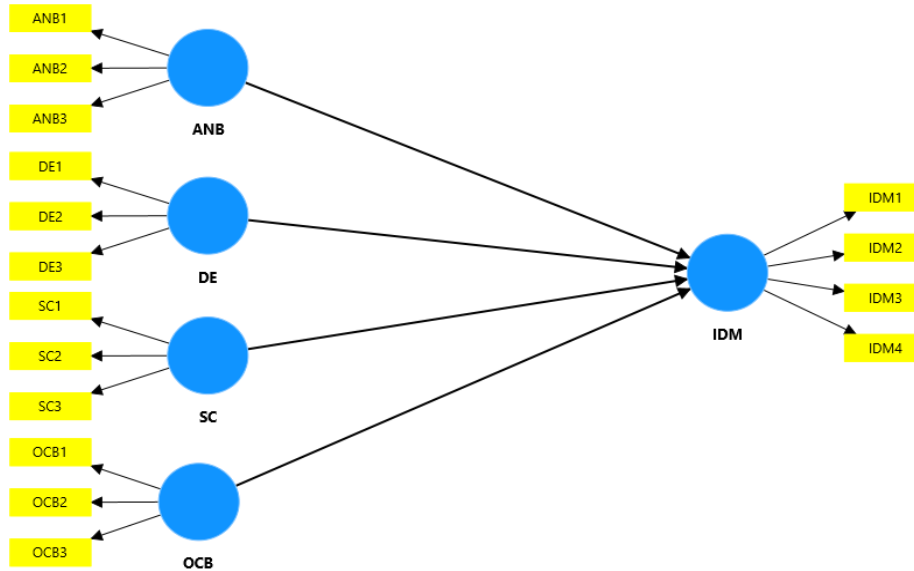 ANB1
ANB2
ANB3
ANB
DE1
DE2
DE3
DE
SC1
SC2
SC3
SC
OCB1
OCB2
OCB3
OCB
IDM1
IDM2
IDM3
IDM4
IDM